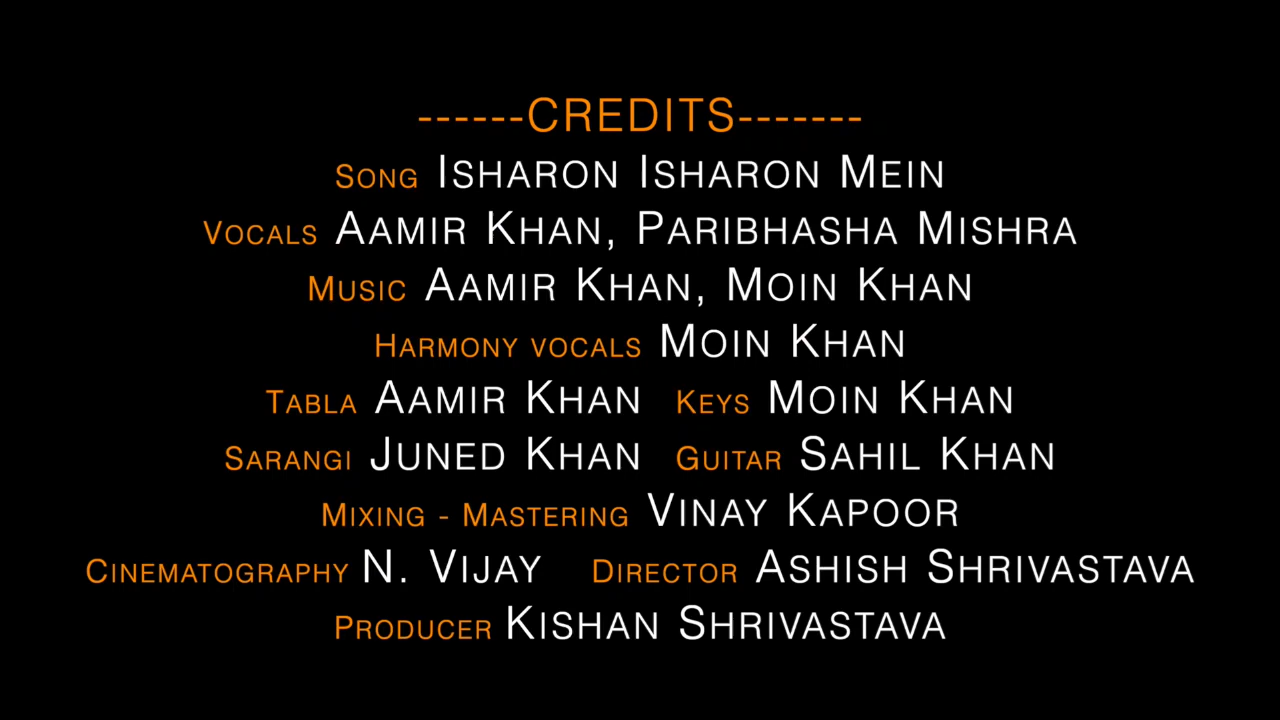 ------CREDITS-------
SONG ISHARON ISHARON MEIN
VOCALS AAMIR KHAN, PARIBHASHA MISHRA
MUSIC AAMIR KHAN, MOIN KHAN
HARMONY VOCALS MOIN KHAN
TABLA AAMIR KHAN KEYS MOIN KHAN
SARANGI JUNED KHAN GUITAR SAHIL KHAN
MIXING - MASTERING VINAY KAPOOR
CINEMATOGRAPHY N. VIJAY DIRECTOR ASHISH SHRIVASTAVA
PRODUCER KISHAN SHRIVASTAVA